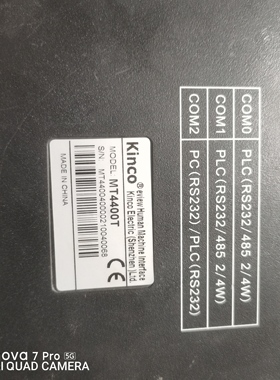 Kinco® eView Human Machine Interface
Kinco Electric (Shenzhen) Ltd.
MODEL MT4400T
S/N: MT4400400021004006B
MADE IN CHINA
CE
COM0 PLC (RS232/485 2/4W)
COM1 PLC (RS232/485 2/4W)
COM2 PC (RS232) / PLC (RS232)
ova 7 Pro 5G
I QUAD CAMERA